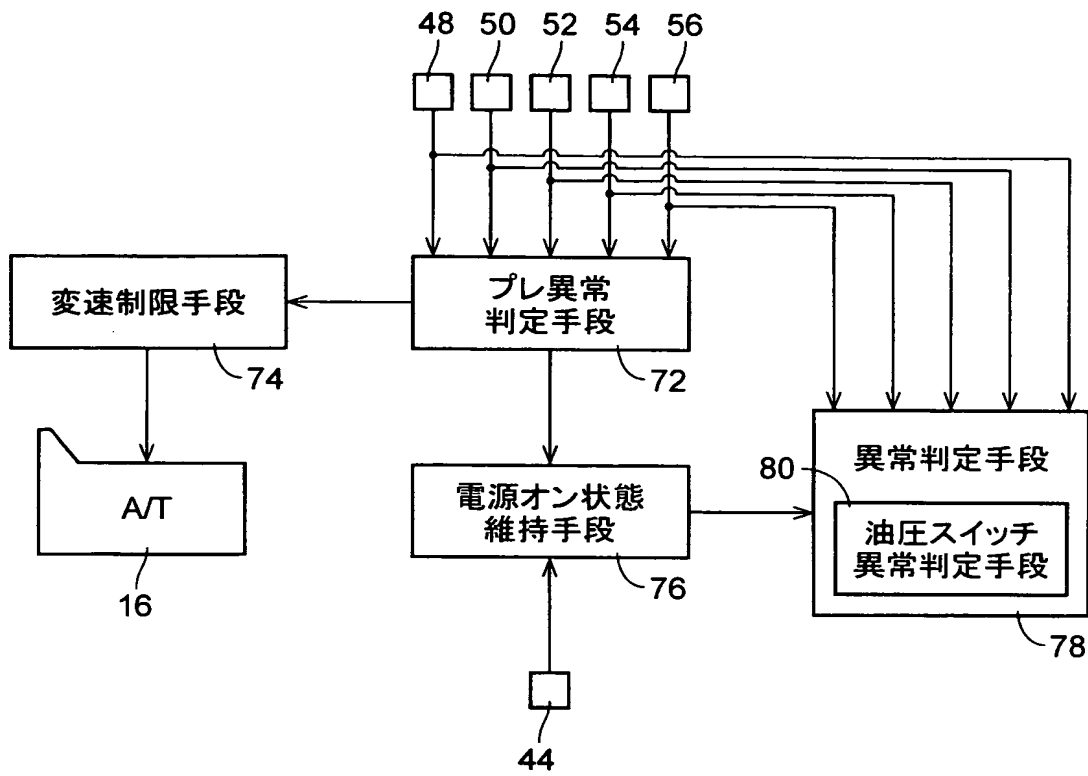 48
50
52
54
56
プレ異常
判定手段
72
変速制限手段
74
A/T
16
電源オン状態
維持手段
76
44
異常判定手段
80
油圧スイッチ
異常判定手段
78